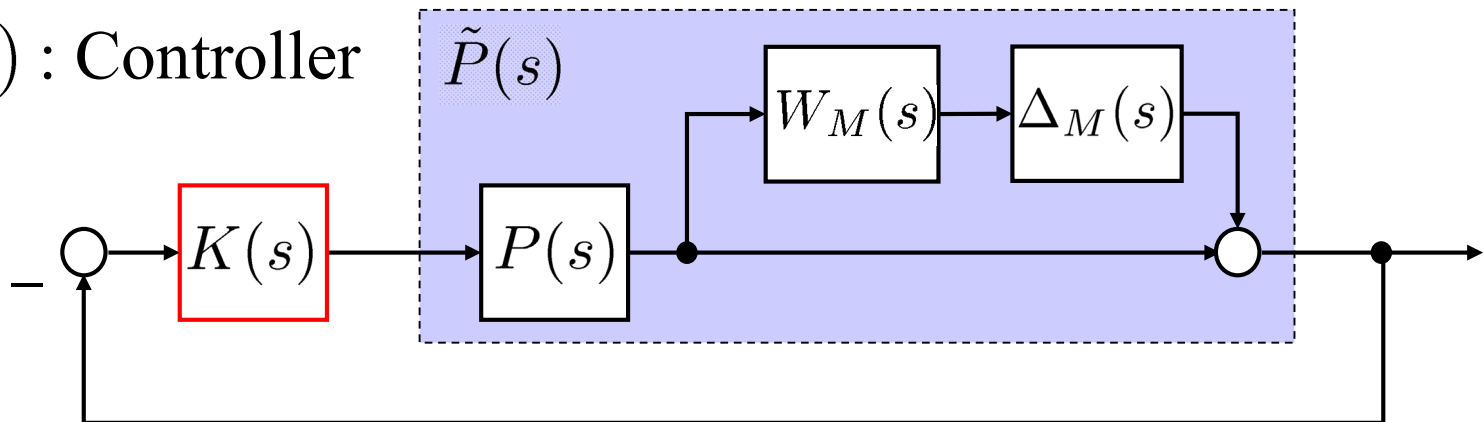 ) : Controller
P̃(s)
W_M(s)
Δ_M(s)
K(s)
P(s)
−